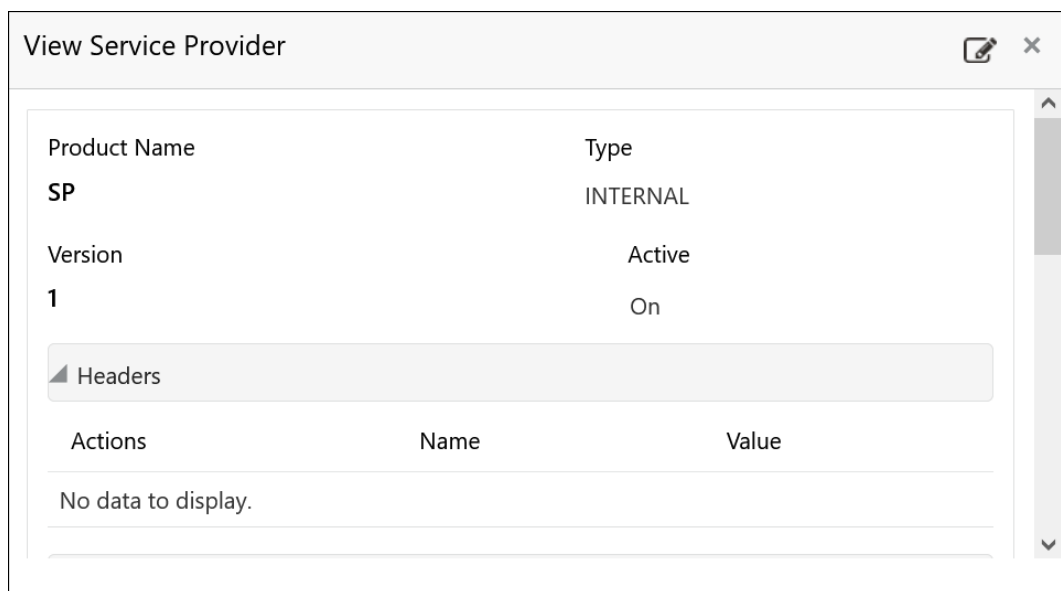 View Service Provider
Product Name Type
SP INTERNAL
Version Active
1 On
Headers
Actions Name Value
No data to display.